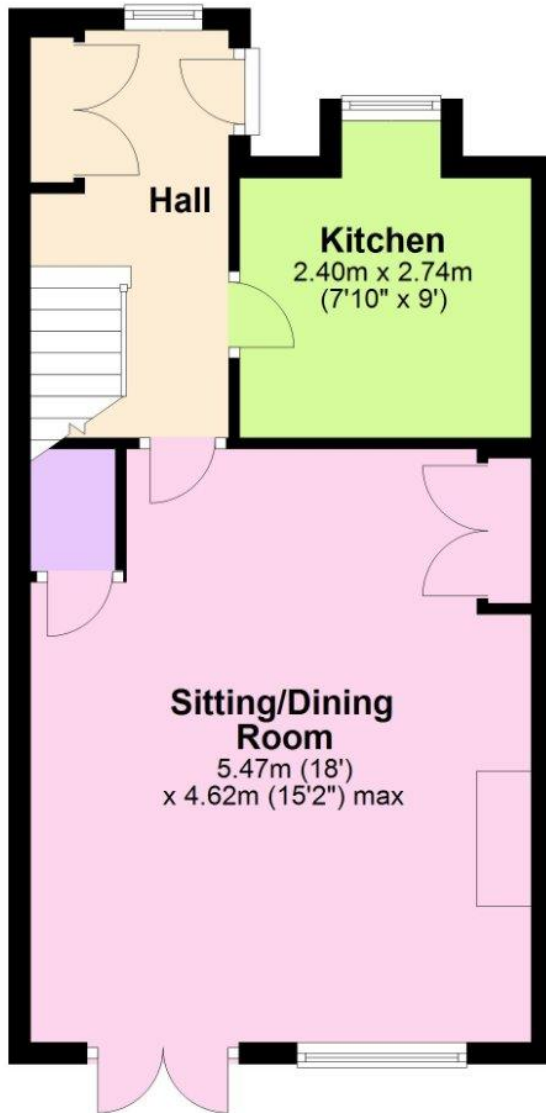 Hall
Kitchen
2.40m x 2.74m
(7'10" x 9')
Sitting/Dining
Room
5.47m (18')
x 4.62m (15'2") max